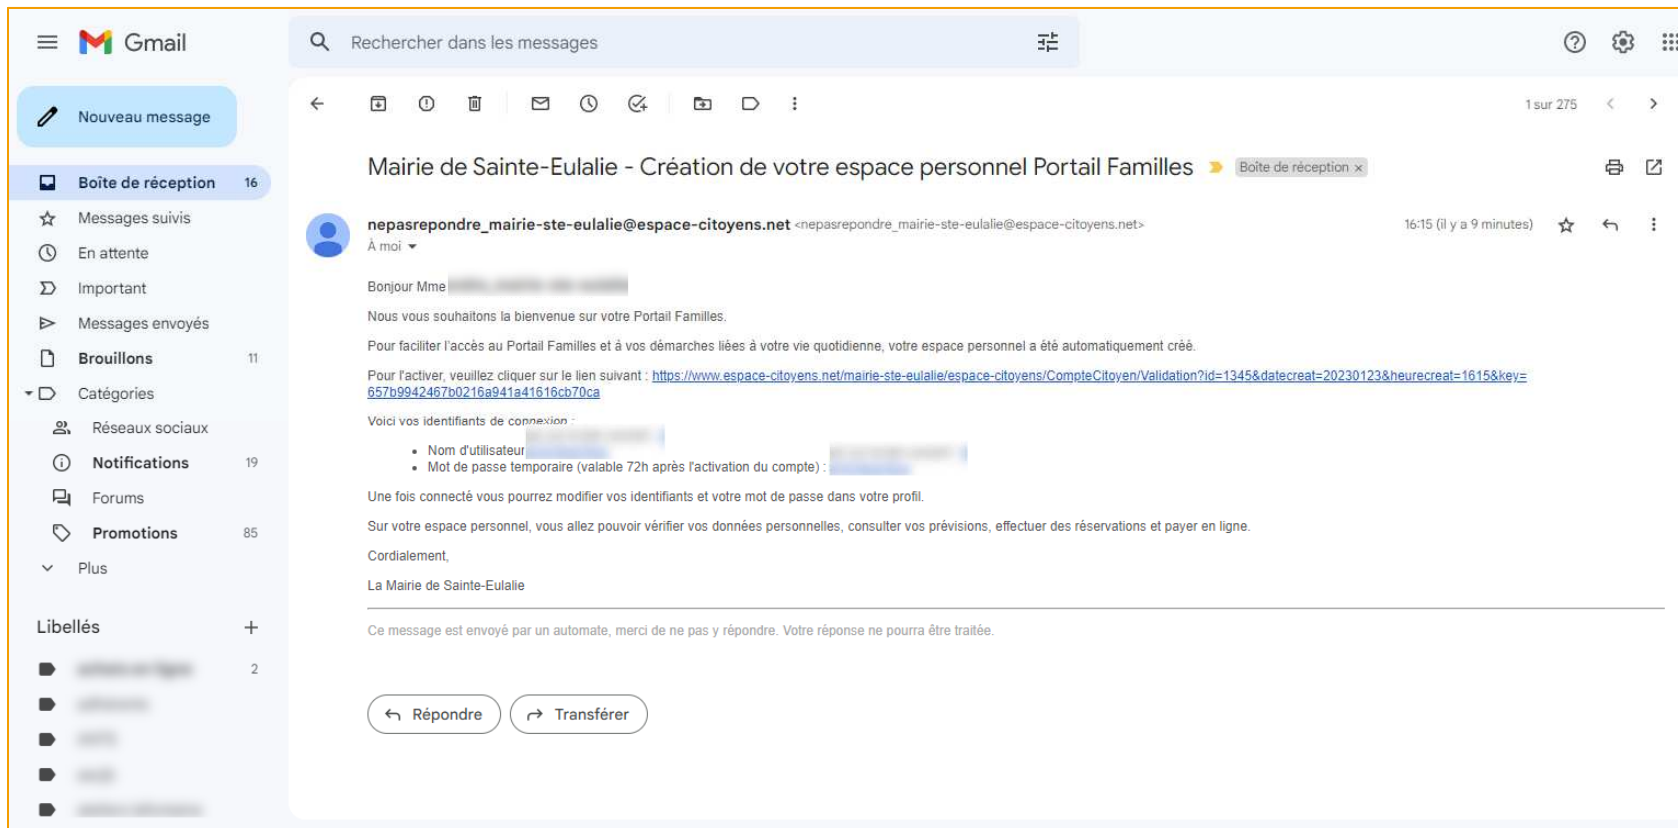 Gmail
Rechercher dans les messages
Nouveau message
1 sur 275
Boîte de réception 16
Messages suivis
En attente
Important
Messages envoyés
Brouillons 11
Catégories
Réseaux sociaux
Notifications 19
Forums
Promotions 85
Plus
Libellés
2
Mairie de Sainte-Eulalie - Création de votre espace personnel Portail Familles Boîte de réception ×
nepasrepondre_mairie-ste-eulalie@espace-citoyens.net <nepasrepondre_mairie-ste-eulalie@espace-citoyens.net> 16:15 (il y a 9 minutes)
À moi
Bonjour Mme
Nous vous souhaitons la bienvenue sur votre Portail Familles.
Pour faciliter l'accès au Portail Familles et à vos démarches liées à votre vie quotidienne, votre espace personnel a été automatiquement créé.
Pour l'activer, veuillez cliquer sur le lien suivant : https://www.espace-citoyens.net/mairie-ste-eulalie/espace-citoyens/CompteCitoyen/Validation?id=1345&datecreat=20230123&heurecreat=1615&key=
657b9942467b0216a941a41616cb70ca
Voici vos identifiants de connexion :
• Nom d'utilisateur
• Mot de passe temporaire (valable 72h après l'activation du compte) :
Une fois connecté vous pourrez modifier vos identifiants et votre mot de passe dans votre profil.
Sur votre espace personnel, vous allez pouvoir vérifier vos données personnelles, consulter vos prévisions, effectuer des réservations et payer en ligne.
Cordialement,
La Mairie de Sainte-Eulalie
Ce message est envoyé par un automate, merci de ne pas y répondre. Votre réponse ne pourra être traitée.
Répondre
Transférer